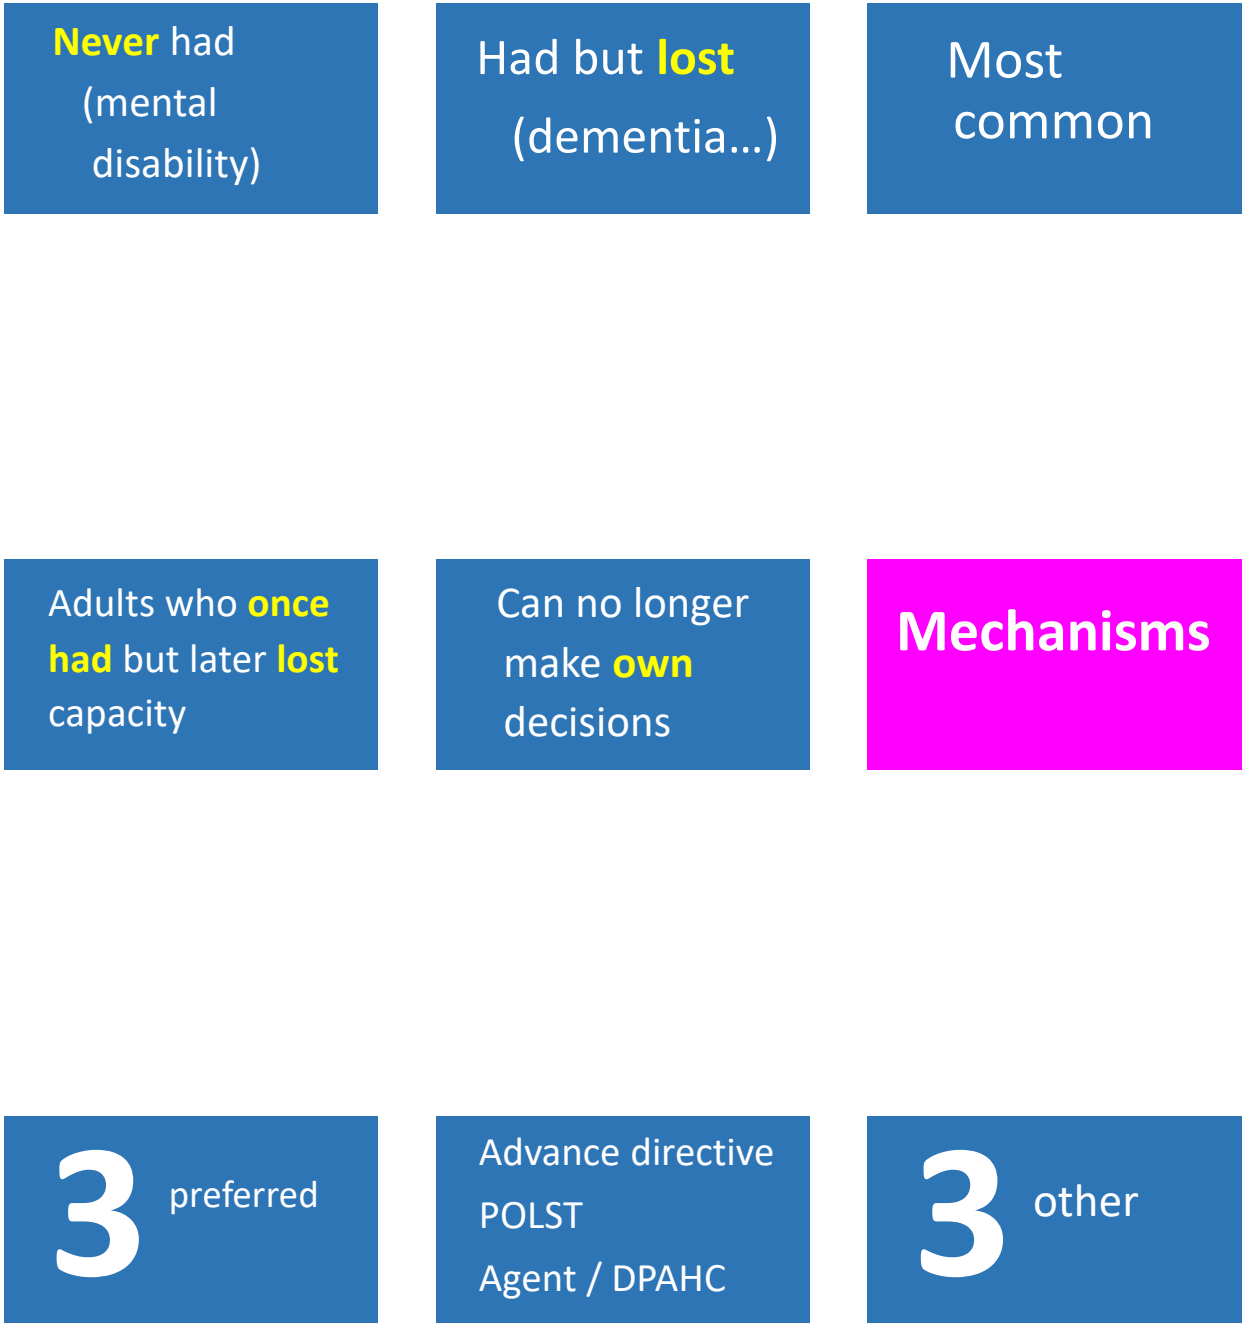 Never had
(mental
disability)
Had but lost
(dementia...)
Most
common
Adults who once
had but later lost
capacity
Can no longer
make own
decisions
Mechanisms
3 preferred
Advance directive
POLST
Agent / DPAHC
3 other